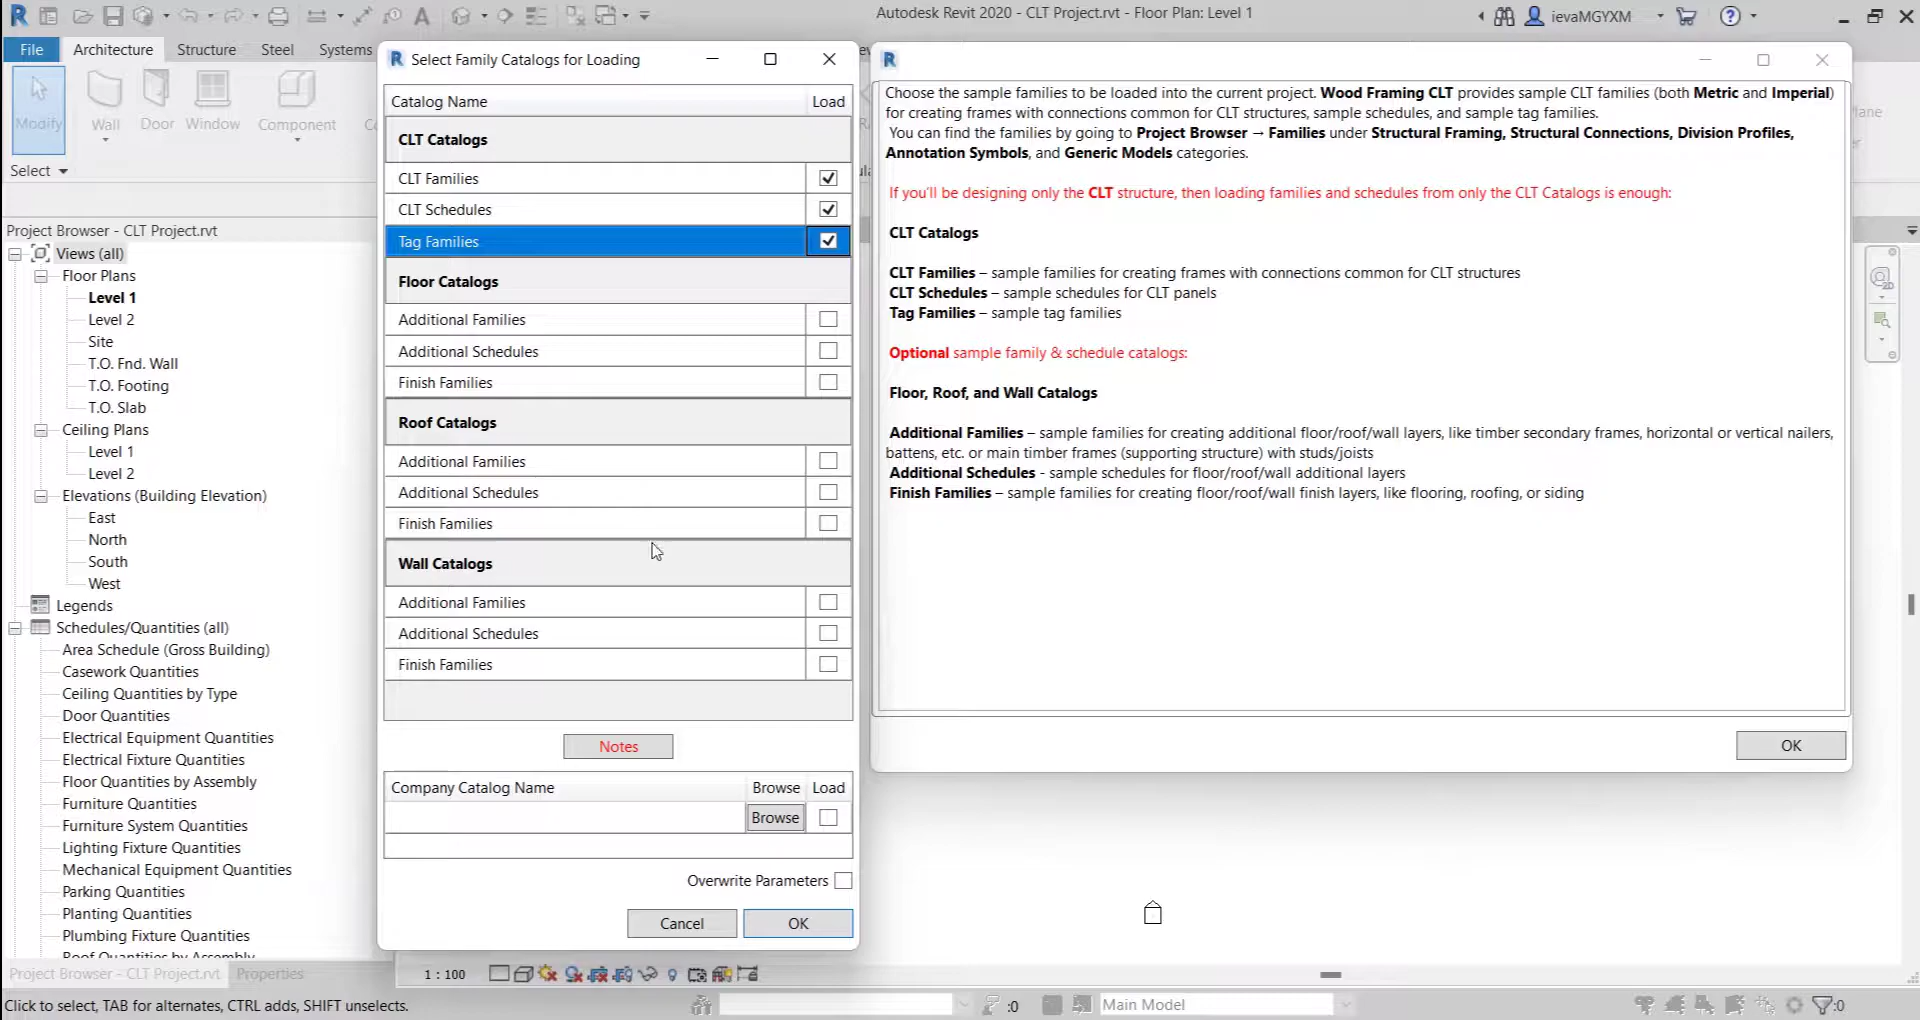 Autodesk Revit 2020 - CLT Project.rvt - Floor Plan: Level 1
ievaMGYXM
File
Architecture
Structure
Steel
Systems
Modify
Wall
Door
Window
Component
Select
Project Browser - CLT Project.rvt
Views (all)
Floor Plans
Level 1
Level 2
Site
T.O. Fnd. Wall
T.O. Footing
T.O. Slab
Ceiling Plans
Level 1
Level 2
Elevations (Building Elevation)
East
North
South
West
Legends
Schedules/Quantities (all)
Area Schedule (Gross Building)
Casework Quantities
Ceiling Quantities by Type
Door Quantities
Electrical Equipment Quantities
Electrical Fixture Quantities
Floor Quantities by Assembly
Furniture Quantities
Furniture System Quantities
Lighting Fixture Quantities
Mechanical Equipment Quantities
Parking Quantities
Planting Quantities
Plumbing Fixture Quantities
Roof Quantities by Assembly
Project Browser - CLT Project.rvt
Properties
Select Family Catalogs for Loading
Catalog Name
Load
CLT Catalogs
CLT Families
CLT Schedules
Tag Families
Floor Catalogs
Additional Families
Additional Schedules
Finish Families
Roof Catalogs
Additional Families
Additional Schedules
Finish Families
Wall Catalogs
Additional Families
Additional Schedules
Finish Families
Notes
Company Catalog Name
Browse
Load
Browse
Overwrite Parameters
Cancel
OK
Choose the sample families to be loaded into the current project. Wood Framing CLT provides sample CLT families (both Metric and Imperial)
for creating frames with connections common for CLT structures, sample schedules, and sample tag families.
You can find the families by going to Project Browser → Families under Structural Framing, Structural Connections, Division Profiles,
Annotation Symbols, and Generic Models categories.
If you'll be designing only the CLT structure, then loading families and schedules from only the CLT Catalogs is enough:
CLT Catalogs
CLT Families – sample families for creating frames with connections common for CLT structures
CLT Schedules – sample schedules for CLT panels
Tag Families – sample tag families
Optional sample family & schedule catalogs:
Floor, Roof, and Wall Catalogs
Additional Families – sample families for creating additional floor/roof/wall layers, like timber secondary frames, horizontal or vertical nailers,
battens, etc. or main timber frames (supporting structure) with studs/joists
Additional Schedules - sample schedules for floor/roof/wall additional layers
Finish Families – sample families for creating floor/roof/wall finish layers, like flooring, roofing, or siding
OK
1 : 100
Click to select, TAB for alternates, CTRL adds, SHIFT unselects.
:0
Main Model
:0